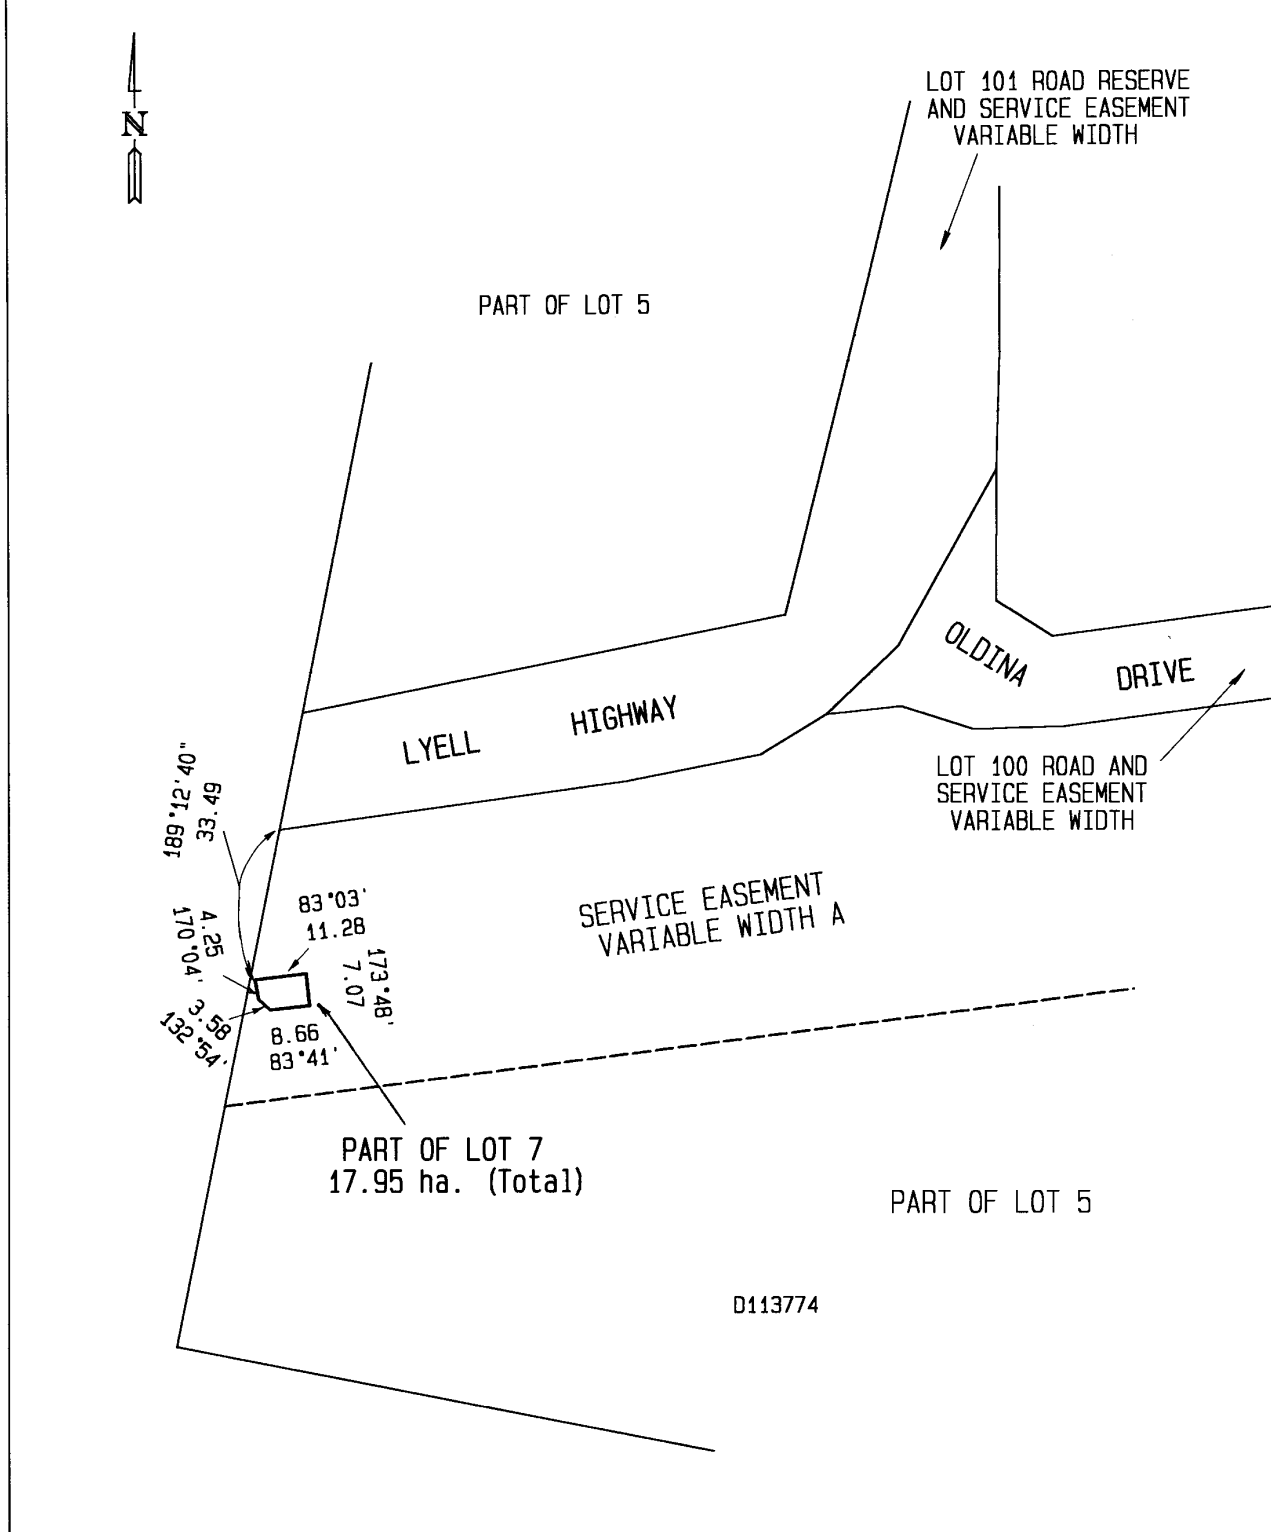 N
LOT 101 ROAD RESERVE
AND SERVICE EASEMENT
VARIABLE WIDTH
PART OF LOT 5
OLDINA DRIVE
LYELL HIGHWAY
LOT 100 ROAD AND
SERVICE EASEMENT
VARIABLE WIDTH
189°12'40"
33.49
83°03'
11.28
SERVICE EASEMENT
VARIABLE WIDTH A
4.25
170°04'
173°48'
7.07
3.58
132°54'
8.66
83°41'
PART OF LOT 7
17.95 ha. (Total)
PART OF LOT 5
D113774